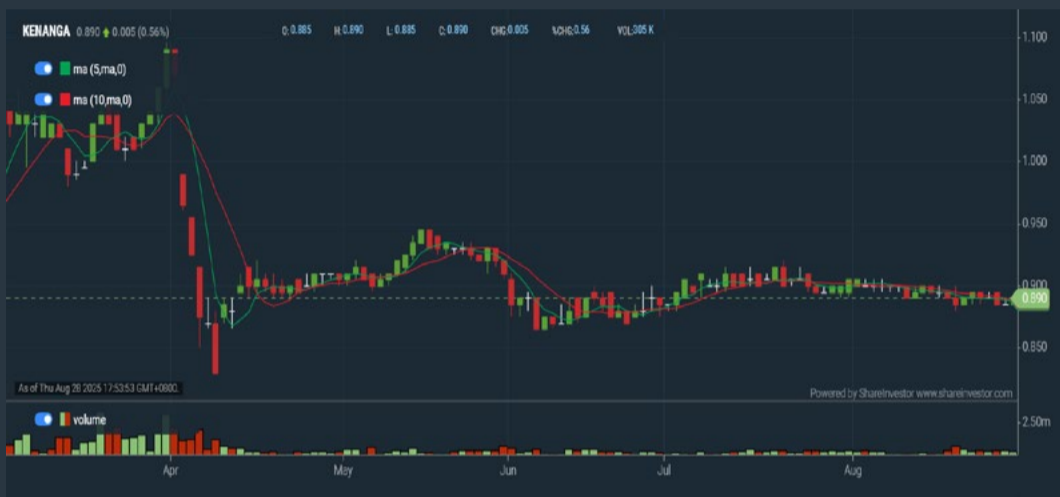 KENANGA 0.890 0.005 (0.56%) O: 0.885 H: 0.890 L: 0.885 C: 0.890 CHG:0.005 %CHG:0.56 VOL:305 K
ma (5,ma,0)
ma (10,ma,0)
1.100
1.050
1.000
0.950
0.900
0.890
0.850
As of Thu Aug 28 2025 17:53:53 GMT+0800.
Powered by ShareInvestor www.shareinvestor.com
volume
2.50m
Apr May Jun Jul Aug